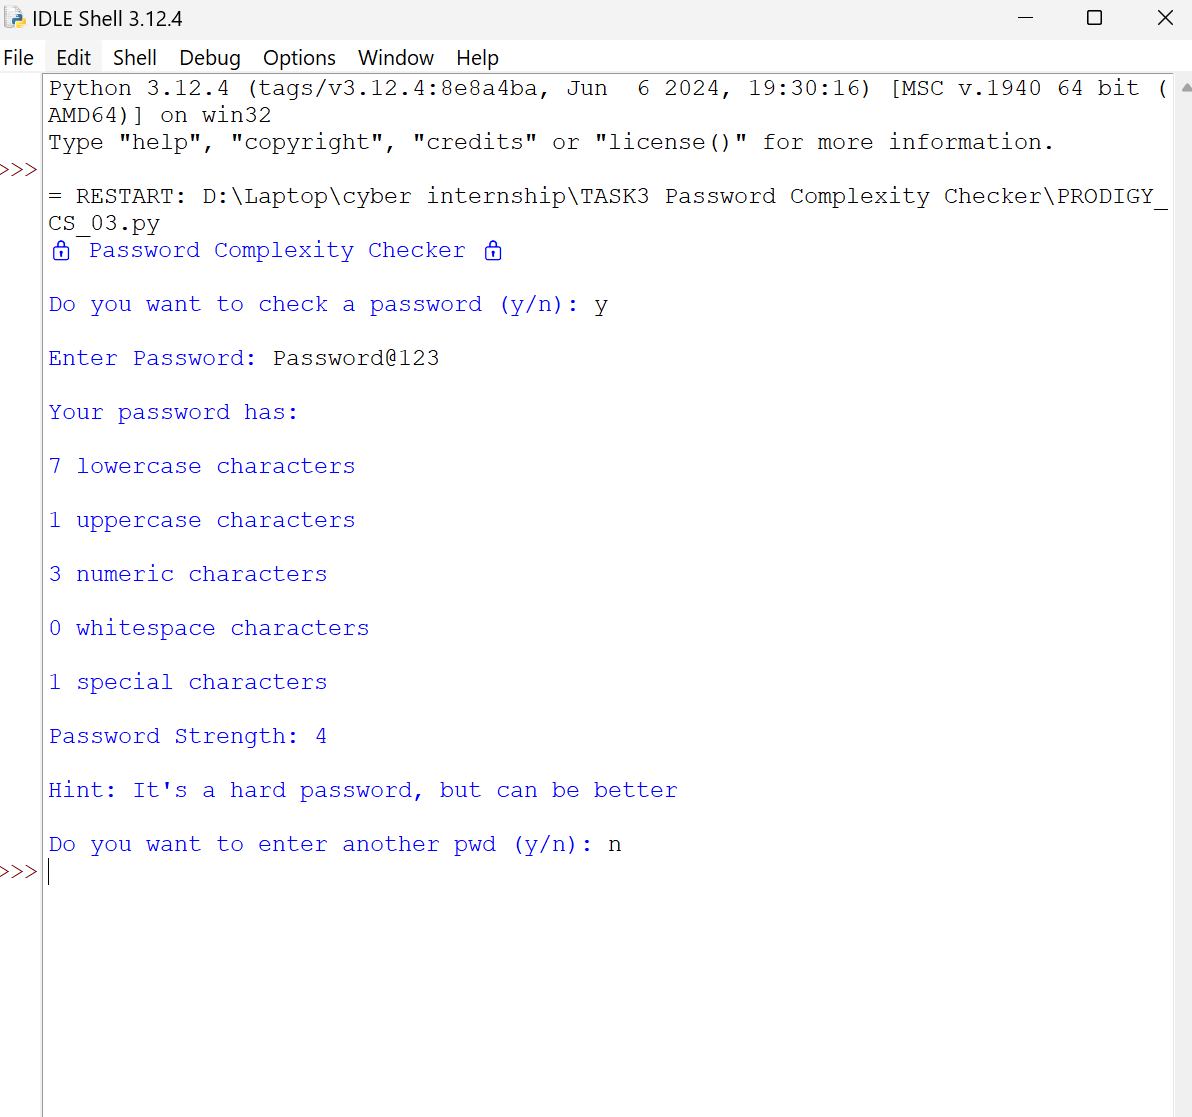 IDLE Shell 3.12.4
File Edit Shell Debug Options Window Help
Python 3.12.4 (tags/v3.12.4:8e8a4ba, Jun  6 2024, 19:30:16) [MSC v.1940 64 bit (
AMD64)] on win32
Type "help", "copyright", "credits" or "license()" for more information.
>>>
= RESTART: D:\Laptop\cyber internship\TASK3 Password Complexity Checker\PRODIGY_
CS_03.py
🔒 Password Complexity Checker 🔒
Do you want to check a password (y/n): y
Enter Password: Password@123
Your password has:
7 lowercase characters
1 uppercase characters
3 numeric characters
0 whitespace characters
1 special characters
Password Strength: 4
Hint: It's a hard password, but can be better
Do you want to enter another pwd (y/n): n
>>>